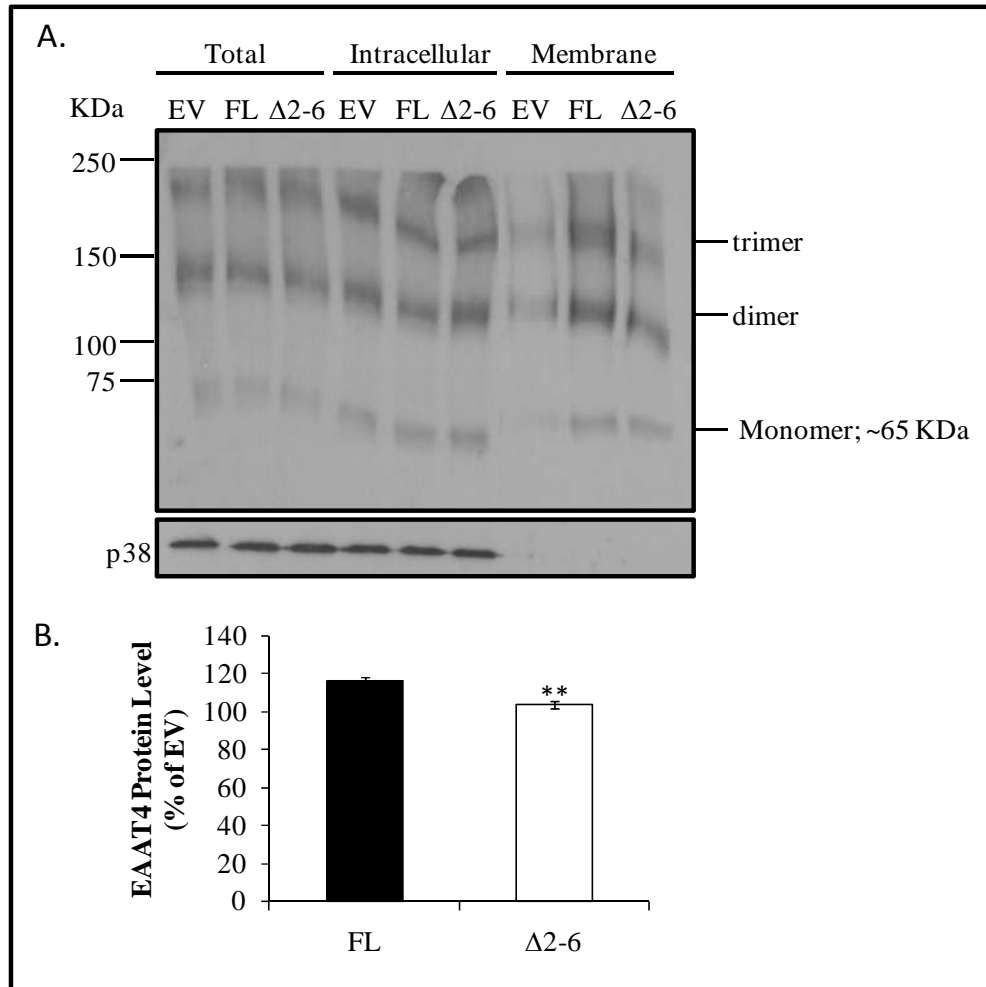 A.
Total Intracellular Membrane
KDa EV FL Δ2-6 EV FL Δ2-6 EV FL Δ2-6
250
trimer
150
dimer
100
75
Monomer; ~65 KDa
p38
B.
EAAT4 Protein Level
(% of EV)
140
120
100
80
60
40
20
0
**
FL Δ2-6